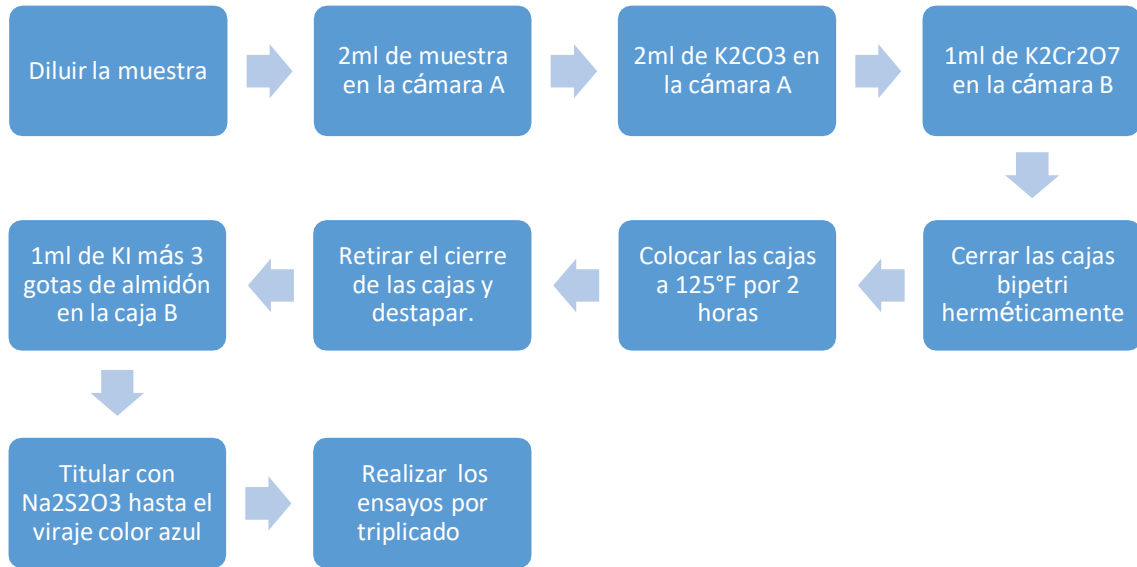 Diluir la muestra
2ml de muestra
en la cámara A
2ml de K2CO3 en
la cámara A
1ml de K2Cr2O7
en la cámara B
Cerrar las cajas
bipetri
herméticamente
Colocar las cajas
a 125°F por 2
horas
Retirar el cierre
de las cajas y
destapar.
1ml de KI más 3
gotas de almidón
en la caja B
Titular con
Na2S2O3 hasta el
viraje color azul
Realizar los
ensayos por
triplicado